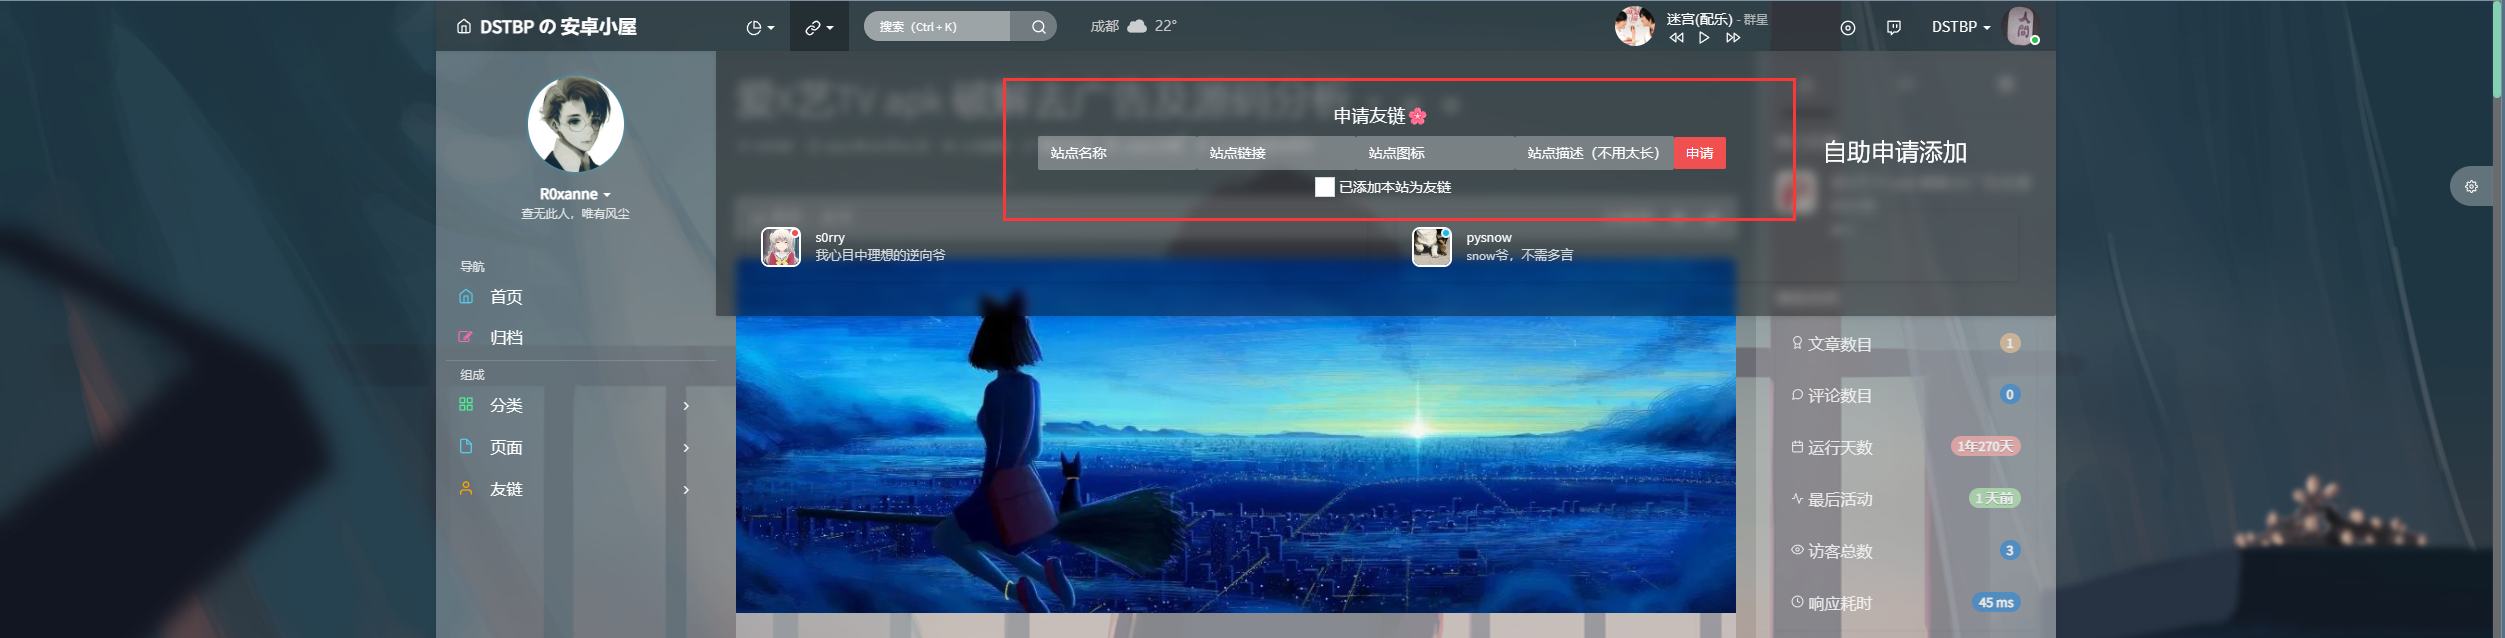 DSTBP の 安卓小屋
搜索（Ctrl + K）
成都 22°
迷宫(配乐) - 群星
DSTBP
人间
R0xanne
查无此人，唯有风尘
导航
首页
归档
组成
分类
页面
友链
申请友链
站点名称
站点链接
站点图标
站点描述（不用太长）
申请
已添加本站为友链
自助申请添加
s0rry
我心目中理想的逆向爷
pysnow
snow爷，不需多言
文章数目 1
评论数目 0
运行天数 1年270天
最后活动 1 天前
访客总数 3
响应耗时 45 ms